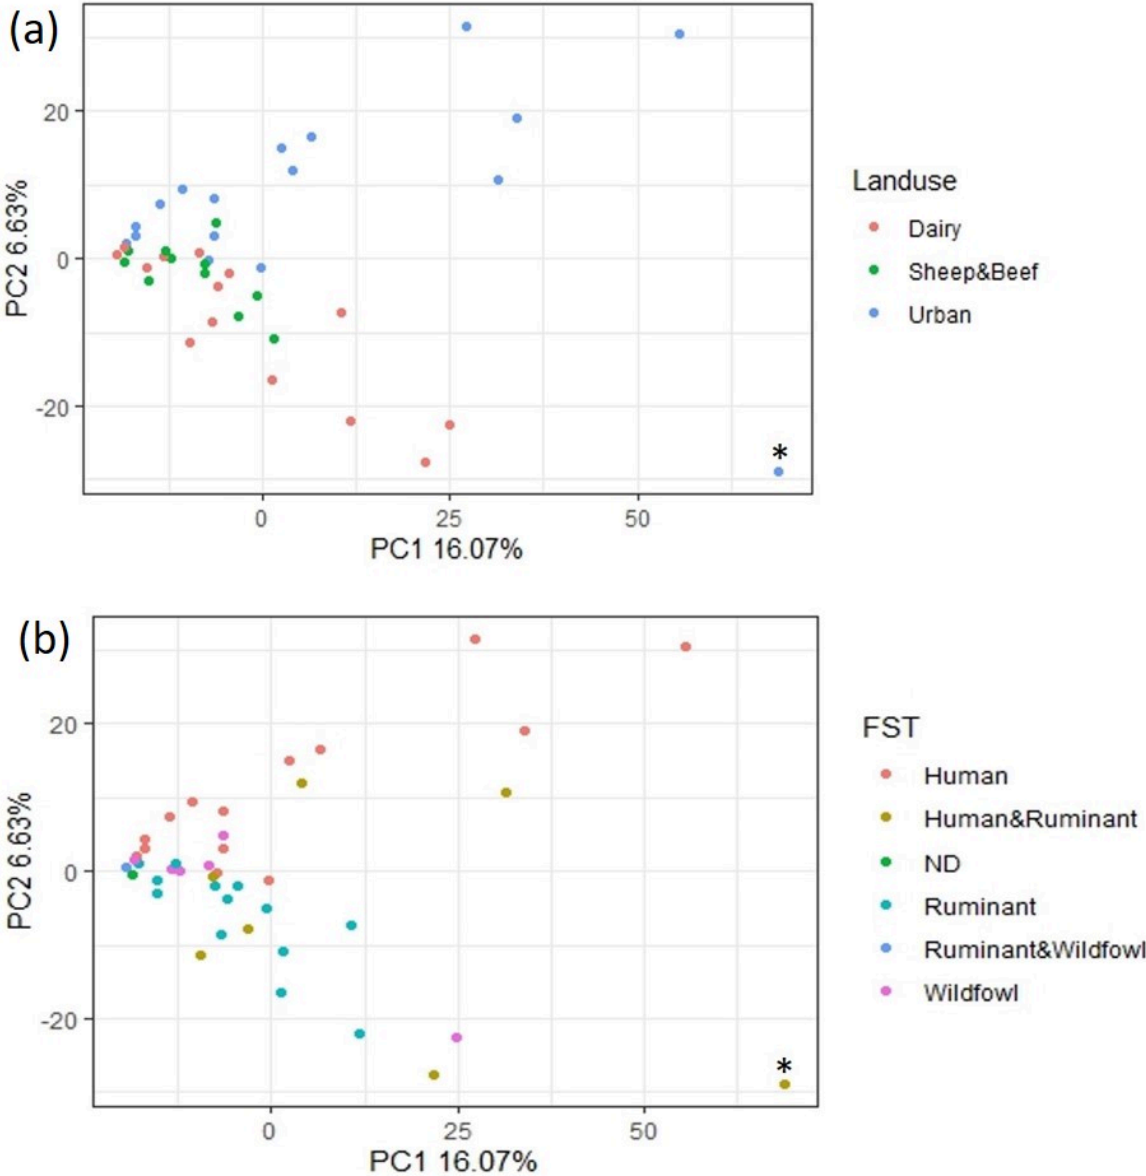 (a)
20
0
-20
PC2 6.63%
0 25 50
PC1 16.07%
*
Landuse
Dairy
Sheep&Beef
Urban
(b)
20
0
-20
PC2 6.63%
0 25 50
PC1 16.07%
*
FST
Human
Human&Ruminant
ND
Ruminant
Ruminant&Wildfowl
Wildfowl